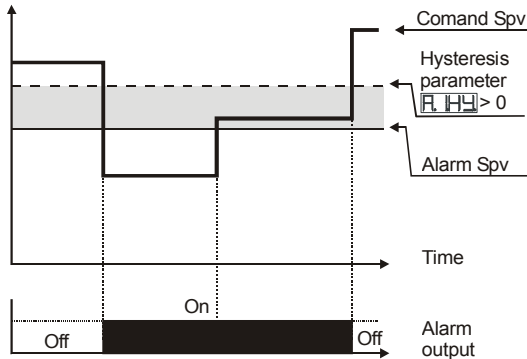 Comand Spv
Hysteresis
parameter
A.HY. > 0
Alarm Spv
Time
On
Off
Off
Alarm
output